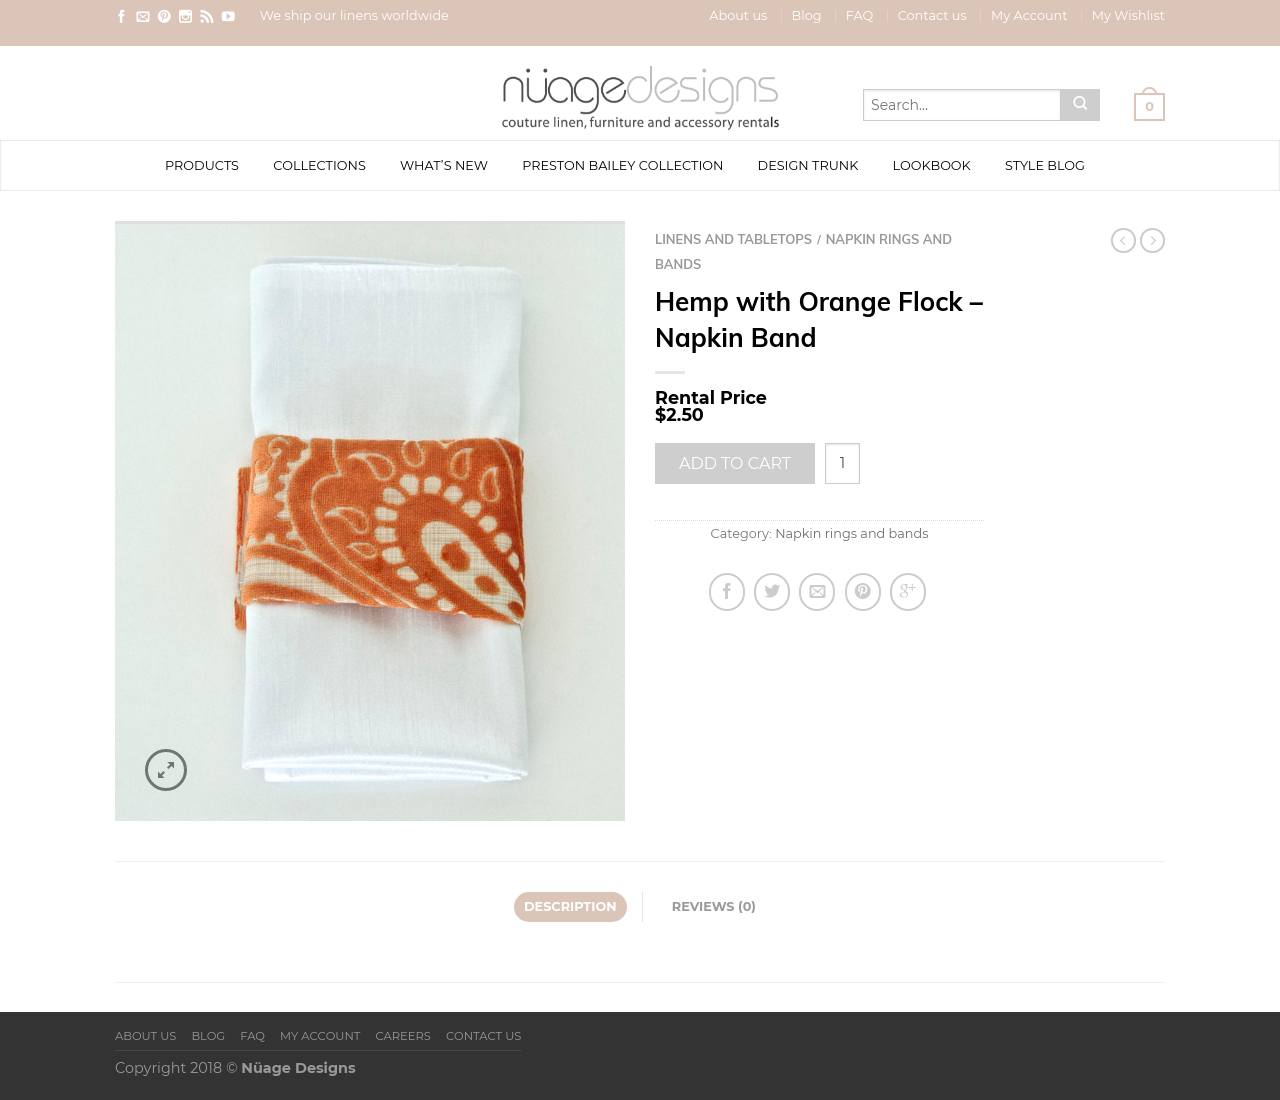 We ship our linens worldwide
About us Blog FAQ Contact us My Account My Wishlist
nüagedesigns
couture linen, furniture and accessory rentals
Search...
0
PRODUCTS COLLECTIONS WHAT'S NEW PRESTON BAILEY COLLECTION DESIGN TRUNK LOOKBOOK STYLE BLOG
LINENS AND TABLETOPS / NAPKIN RINGS AND
BANDS
Hemp with Orange Flock –
Napkin Band
Rental Price
$2.50
ADD TO CART 1
Category: Napkin rings and bands
DESCRIPTION REVIEWS (0)
ABOUT US BLOG FAQ MY ACCOUNT CAREERS CONTACT US
Copyright 2018 © Nüage Designs